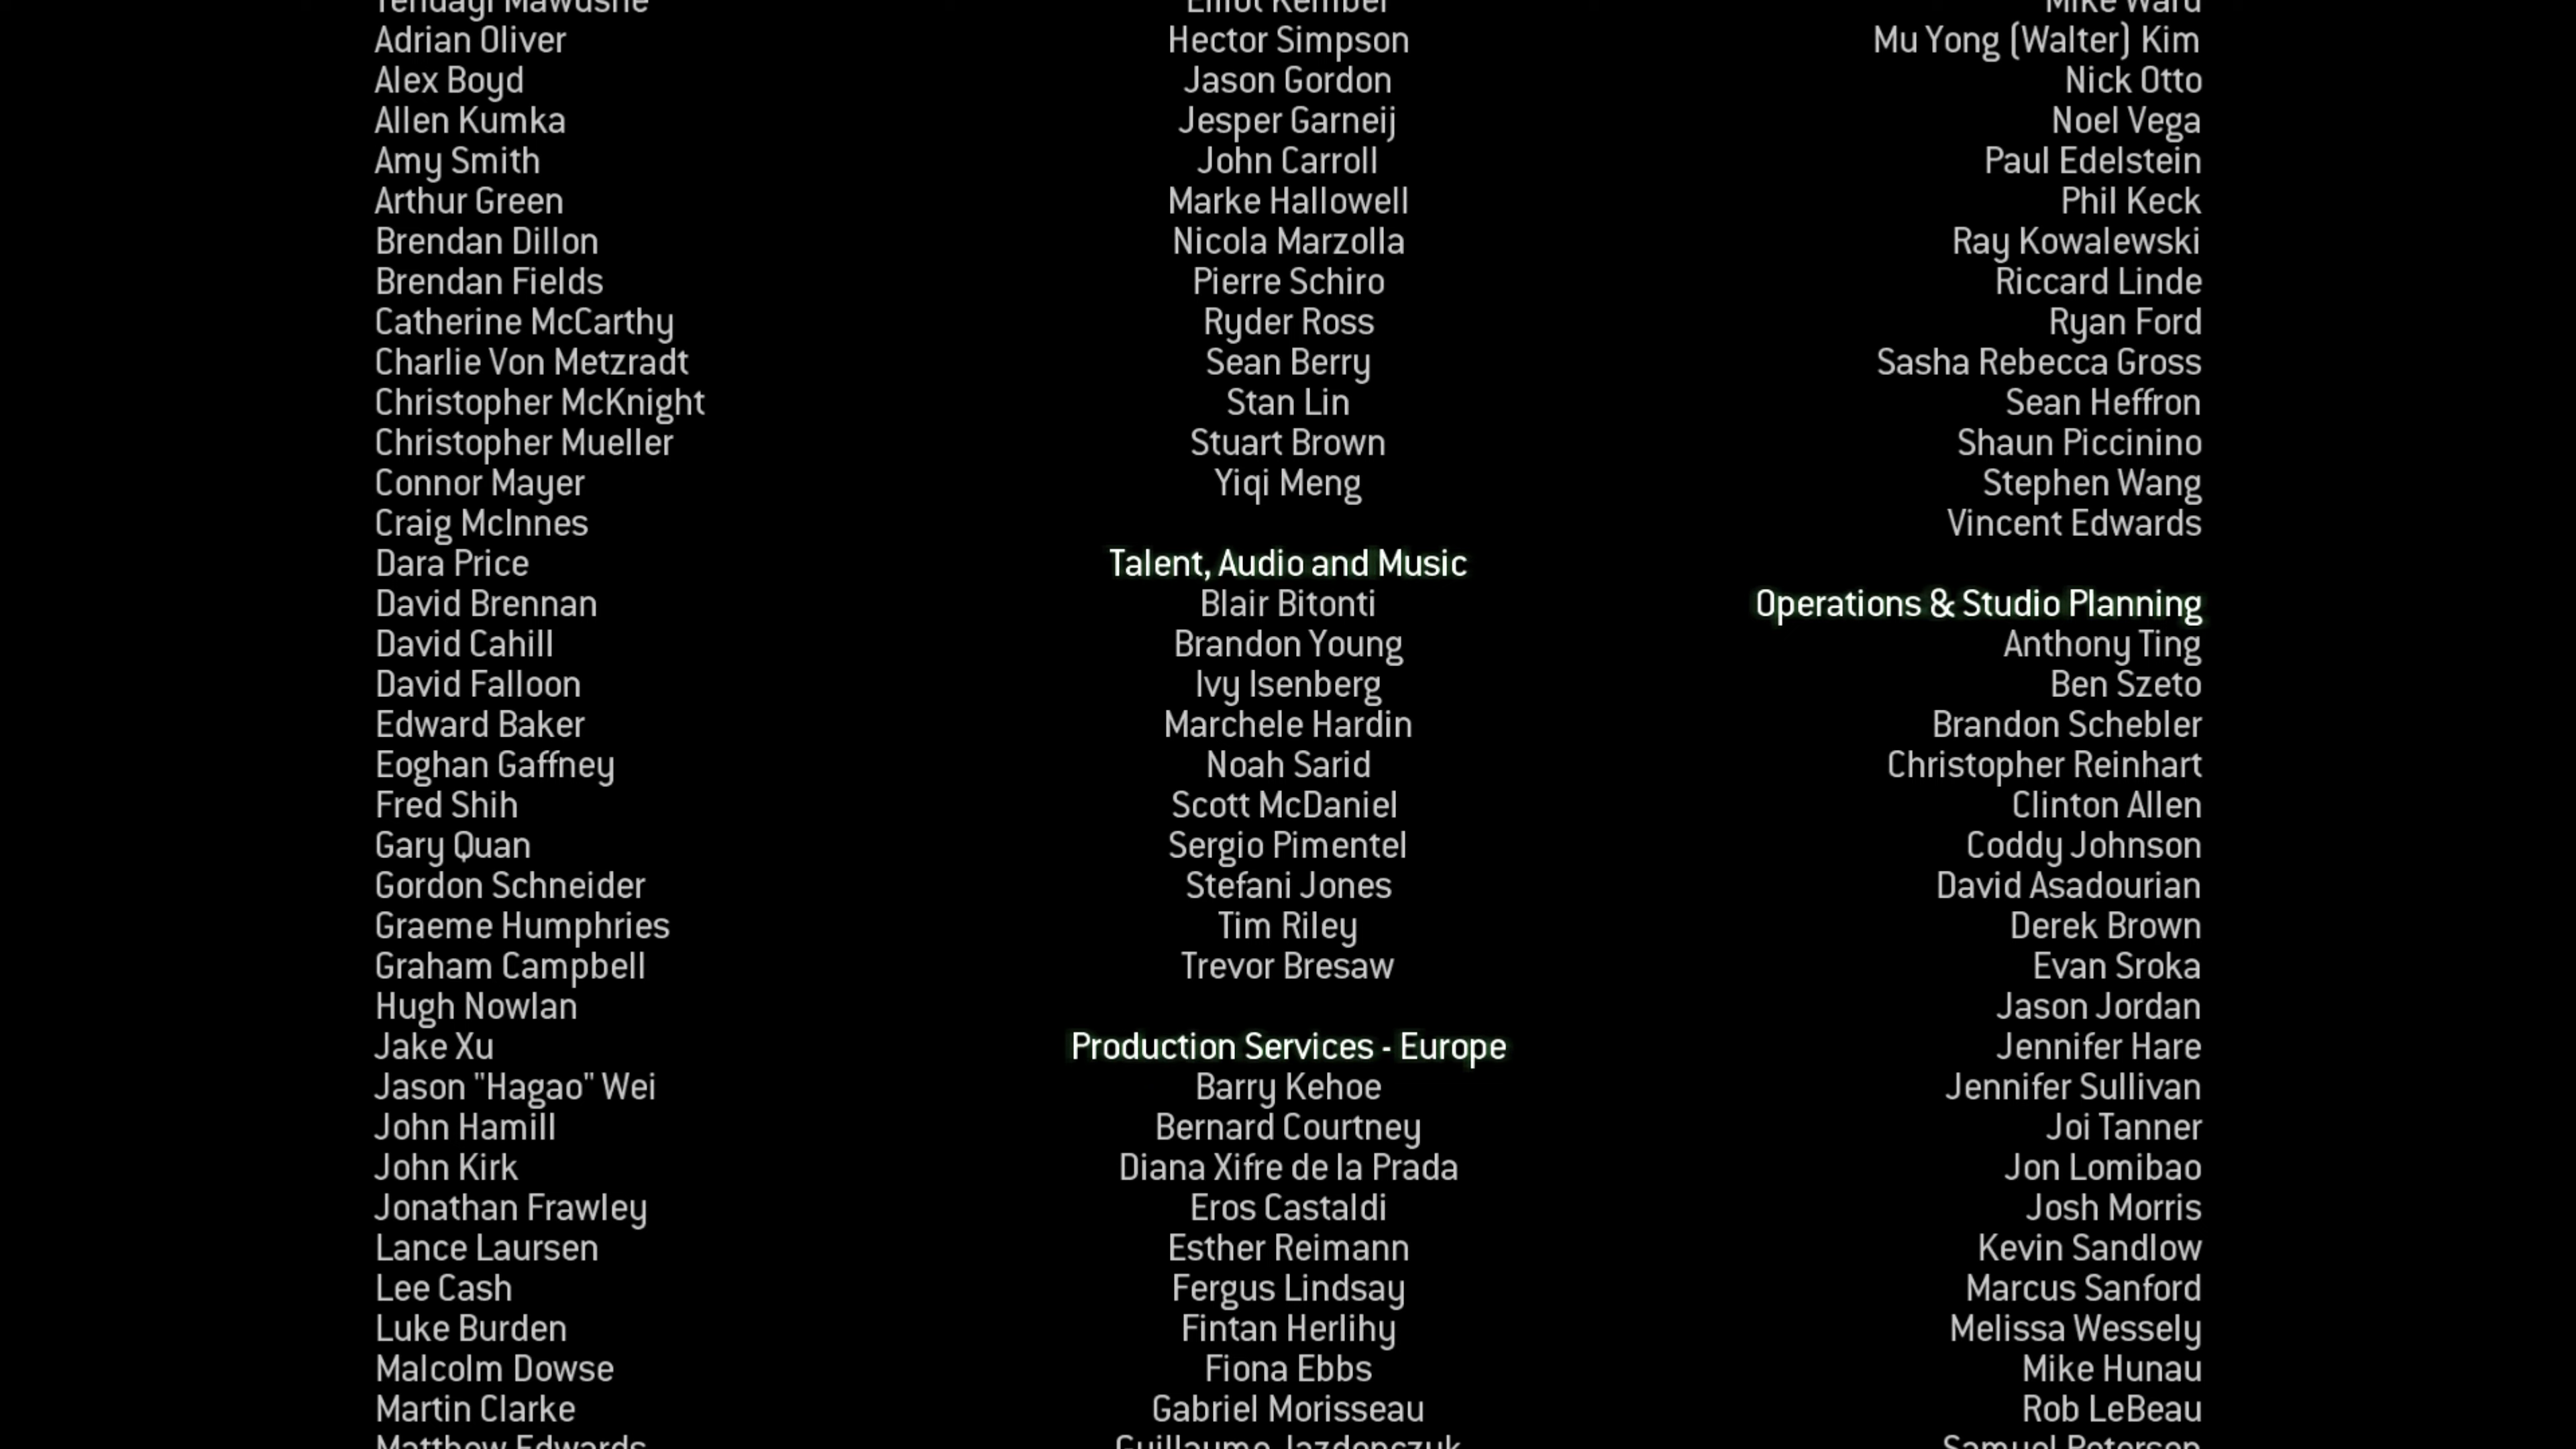 Adrian Oliver
Alex Boyd
Allen Kumka
Amy Smith
Arthur Green
Brendan Dillon
Brendan Fields
Catherine McCarthy
Charlie Von Metzradt
Christopher McKnight
Christopher Mueller
Connor Mayer
Craig McInnes
Dara Price
David Brennan
David Cahill
David Falloon
Edward Baker
Eoghan Gaffney
Fred Shih
Gary Quan
Gordon Schneider
Graeme Humphries
Graham Campbell
Hugh Nowlan
Jake Xu
Jason "Hagao" Wei
John Hamill
John Kirk
Jonathan Frawley
Lance Laursen
Lee Cash
Luke Burden
Malcolm Dowse
Martin Clarke
Matthew Edwards
Elliot Kember
Hector Simpson
Jason Gordon
Jesper Garneij
John Carroll
Marke Hallowell
Nicola Marzolla
Pierre Schiro
Ryder Ross
Sean Berry
Stan Lin
Stuart Brown
Yiqi Meng
Talent, Audio and Music
Blair Bitonti
Brandon Young
Ivy Isenberg
Marchele Hardin
Noah Sarid
Scott McDaniel
Sergio Pimentel
Stefani Jones
Tim Riley
Trevor Bresaw
Production Services - Europe
Barry Kehoe
Bernard Courtney
Diana Xifre de la Prada
Eros Castaldi
Esther Reimann
Fergus Lindsay
Fintan Herlihy
Fiona Ebbs
Gabriel Morisseau
Mike Ward
Mu Yong (Walter) Kim
Nick Otto
Noel Vega
Paul Edelstein
Phil Keck
Ray Kowalewski
Riccard Linde
Ryan Ford
Sasha Rebecca Gross
Sean Heffron
Shaun Piccinino
Stephen Wang
Vincent Edwards
Operations & Studio Planning
Anthony Ting
Ben Szeto
Brandon Schebler
Christopher Reinhart
Clinton Allen
Coddy Johnson
David Asadourian
Derek Brown
Evan Sroka
Jason Jordan
Jennifer Hare
Jennifer Sullivan
Joi Tanner
Jon Lomibao
Josh Morris
Kevin Sandlow
Marcus Sanford
Melissa Wessely
Mike Hunau
Rob LeBeau